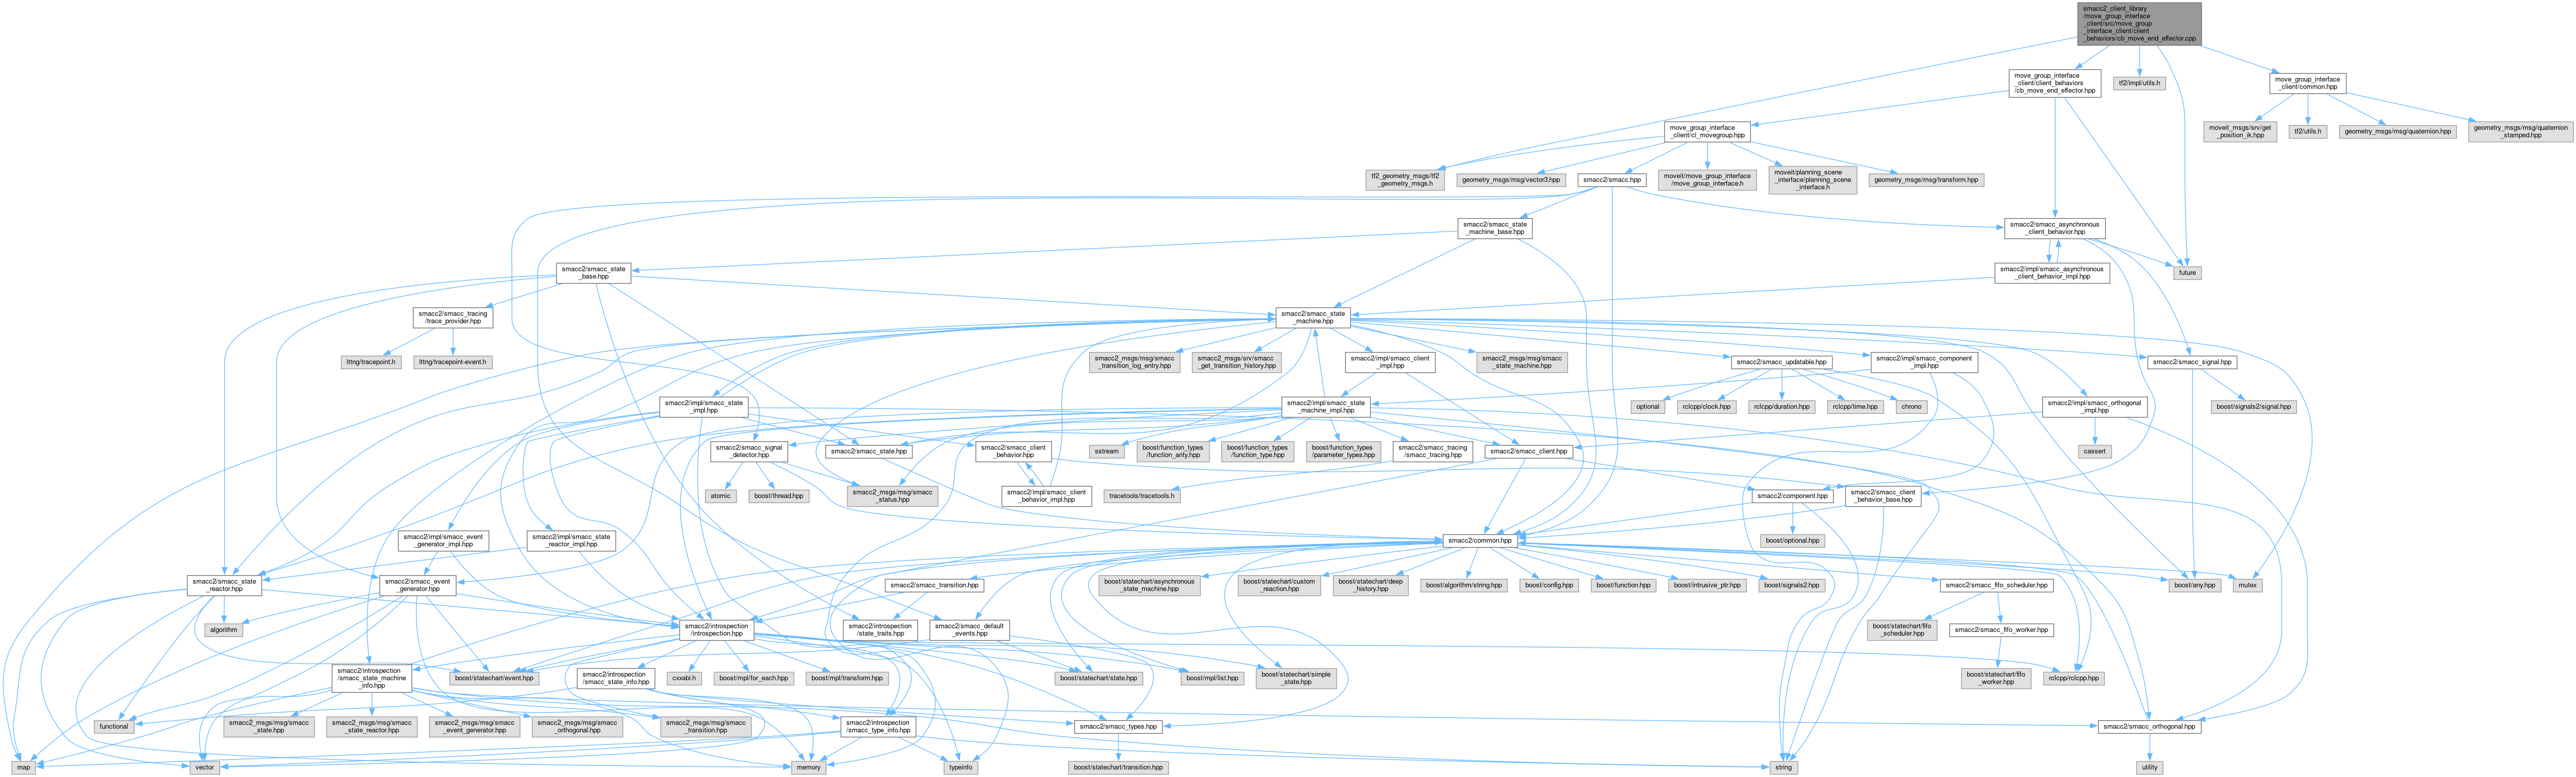 smacc2_client_library
/move_group_interface
_client/src/move_group
_interface_client/client
_behaviors/cb_move_end_effector.cpp
move_group_interface
_client/client_behaviors
/cb_move_end_effector.hpp
tf2/impl/utils.h
move_group_interface
_client/common.hpp
move_group_interface
_client/cl_movegroup.hpp
moveit_msgs/srv/get
_position_ik.hpp
tf2/utils.h
geometry_msgs/msg/quaternion.hpp
geometry_msgs/msg/quaternion
_stamped.hpp
tf2_geometry_msgs/tf2
_geometry_msgs.h
geometry_msgs/msg/vector3.hpp
smacc2/smacc.hpp
moveit/move_group_interface
/move_group_interface.h
moveit/planning_scene
_interface/planning_scene
_interface.h
geometry_msgs/msg/transform.hpp
smacc2/smacc_state
_machine_base.hpp
smacc2/smacc_asynchronous
_client_behavior.hpp
smacc2/smacc_state
_base.hpp
smacc2/impl/smacc_asynchronous
_client_behavior_impl.hpp
future
smacc2/smacc_tracing
/trace_provider.hpp
smacc2/smacc_state
_machine.hpp
lttng/tracepoint.h
lttng/tracepoint-event.h
smacc2_msgs/msg/smacc
_transition_log_entry.hpp
smacc2_msgs/srv/smacc
_get_transition_history.hpp
smacc2/impl/smacc_client
_impl.hpp
smacc2_msgs/msg/smacc
_state_machine.hpp
smacc2/smacc_updatable.hpp
smacc2/impl/smacc_component
_impl.hpp
smacc2/smacc_signal.hpp
smacc2/impl/smacc_state
_impl.hpp
smacc2/impl/smacc_state
_machine_impl.hpp
optional
rclcpp/clock.hpp
rclcpp/duration.hpp
rclcpp/time.hpp
chrono
smacc2/impl/smacc_orthogonal
_impl.hpp
boost/signals2/signal.hpp
smacc2/smacc_signal
_detector.hpp
smacc2/smacc_state.hpp
smacc2/smacc_client
_behavior.hpp
sstream
boost/function_types
/function_arity.hpp
boost/function_types
/function_type.hpp
boost/function_types
/parameter_types.hpp
smacc2/smacc_tracing
/smacc_tracing.hpp
smacc2/smacc_client.hpp
cassert
atomic
boost/thread.hpp
smacc2_msgs/msg/smacc
_status.hpp
smacc2/impl/smacc_client
_behavior_impl.hpp
tracetools/tracetools.h
smacc2/component.hpp
smacc2/smacc_client
_behavior_base.hpp
smacc2/impl/smacc_event
_generator_impl.hpp
smacc2/impl/smacc_state
_reactor_impl.hpp
smacc2/common.hpp
boost/optional.hpp
smacc2/smacc_state
_reactor.hpp
smacc2/smacc_event
_generator.hpp
smacc2/smacc_transition.hpp
boost/statechart/asynchronous
_state_machine.hpp
boost/statechart/custom
_reaction.hpp
boost/statechart/deep
_history.hpp
boost/algorithm/string.hpp
boost/config.hpp
boost/function.hpp
boost/intrusive_ptr.hpp
boost/signals2.hpp
smacc2/smacc_fifo_scheduler.hpp
boost/any.hpp
mutex
algorithm
smacc2/introspection
/introspection.hpp
smacc2/introspection
/state_traits.hpp
smacc2/smacc_default
_events.hpp
boost/statechart/fifo
_scheduler.hpp
smacc2/smacc_fifo_worker.hpp
smacc2/introspection
/smacc_state_machine
_info.hpp
boost/statechart/event.hpp
smacc2/introspection
/smacc_state_info.hpp
cxxabi.h
boost/mpl/for_each.hpp
boost/mpl/transform.hpp
boost/statechart/state.hpp
boost/mpl/list.hpp
boost/statechart/simple
_state.hpp
boost/statechart/fifo
_worker.hpp
rclcpp/rclcpp.hpp
functional
smacc2_msgs/msg/smacc
_state.hpp
smacc2_msgs/msg/smacc
_state_reactor.hpp
smacc2_msgs/msg/smacc
_event_generator.hpp
smacc2_msgs/msg/smacc
_orthogonal.hpp
smacc2_msgs/msg/smacc
_transition.hpp
smacc2/introspection
/smacc_type_info.hpp
smacc2/smacc_types.hpp
smacc2/smacc_orthogonal.hpp
map
vector
memory
typeinfo
boost/statechart/transition.hpp
string
utility